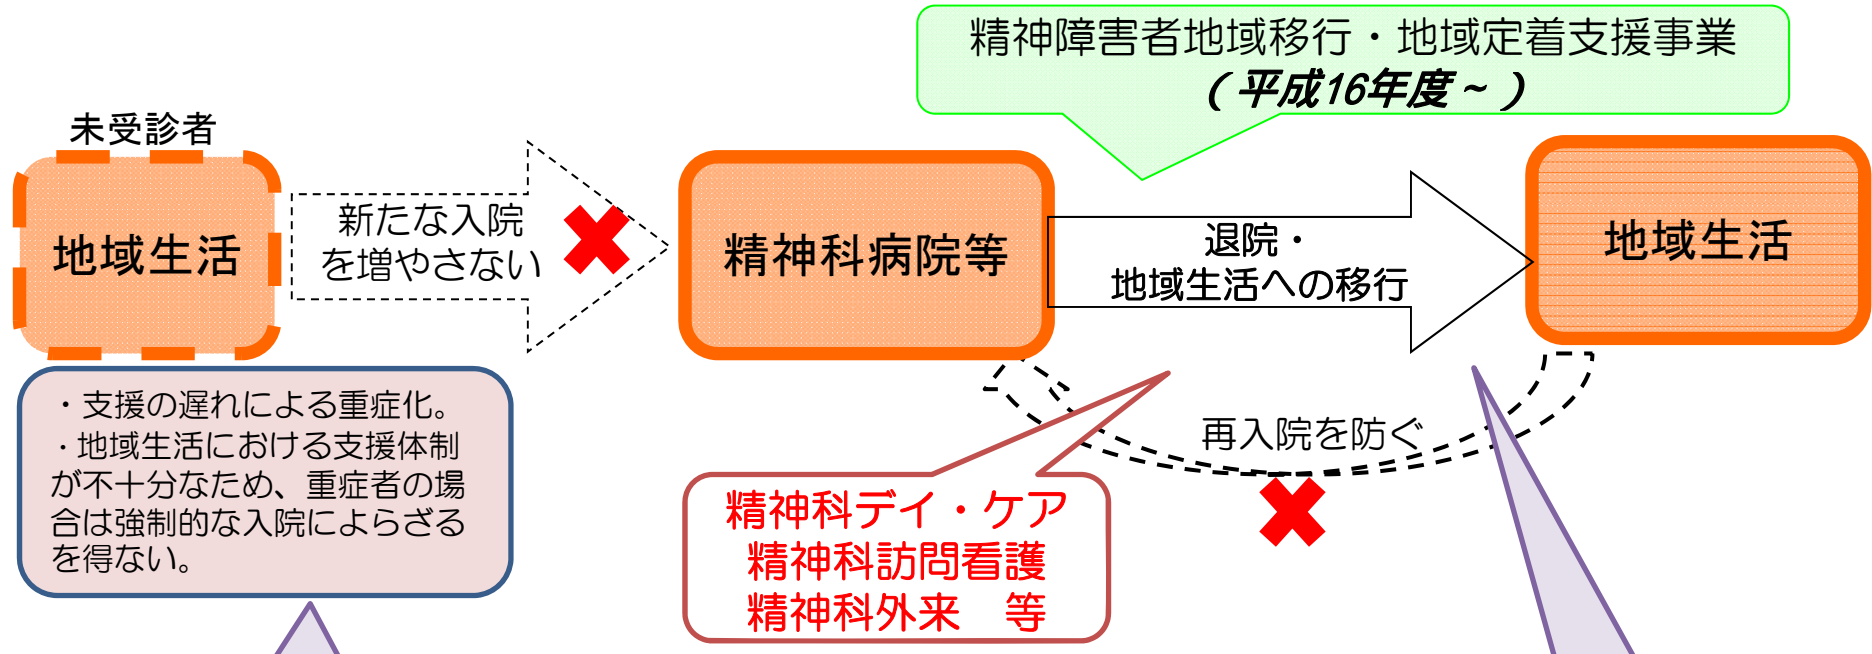 精神障害者地域移行・地域定着支援事業
（平成16年度~）
未受診者
地域生活
新たな入院
を増やさない
精神科病院等
退院・
地域生活への移行
地域生活
・支援の遅れによる重症化。
・地域生活における支援体制
が不十分なため、重症者の場
合は強制的な入院によらざる
を得ない。
再入院を防ぐ
精神科デイ・ケア
精神科訪問看護
精神科外来　等